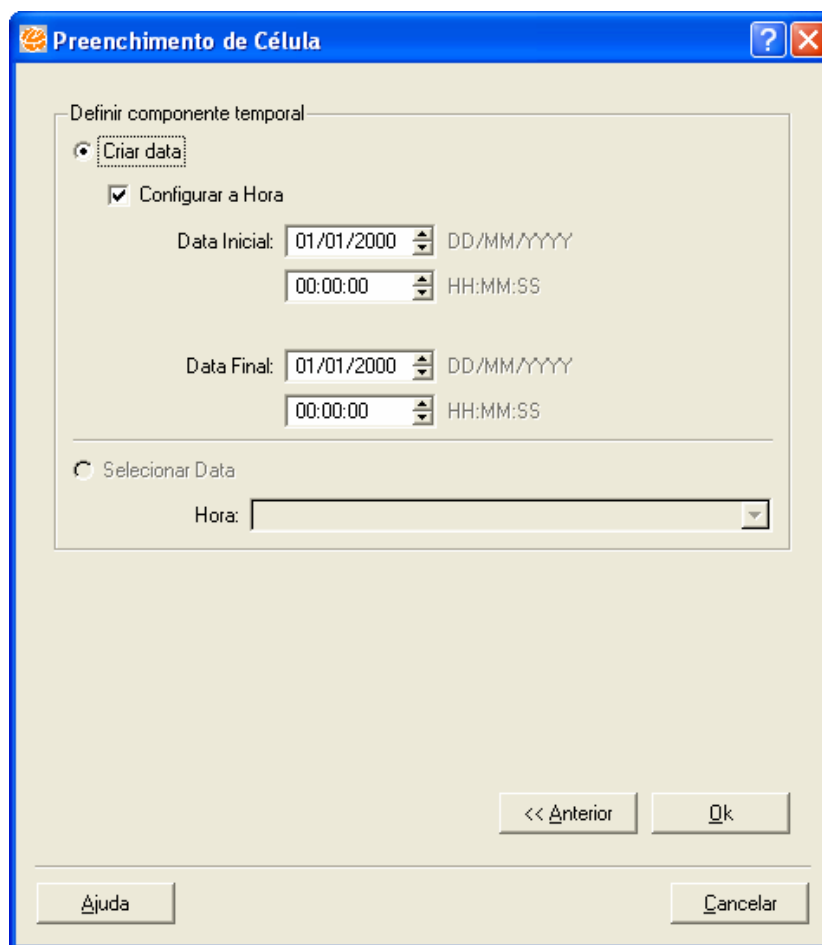 Preenchimento de Célula
Definir componente temporal
Criar data
Configurar a Hora
Data Inicial: 01/01/2000 DD/MM/YYYY
00:00:00 HH:MM:SS
Data Final: 01/01/2000 DD/MM/YYYY
00:00:00 HH:MM:SS
Selecionar Data
Hora:
<< Anterior Ok
Ajuda Cancelar